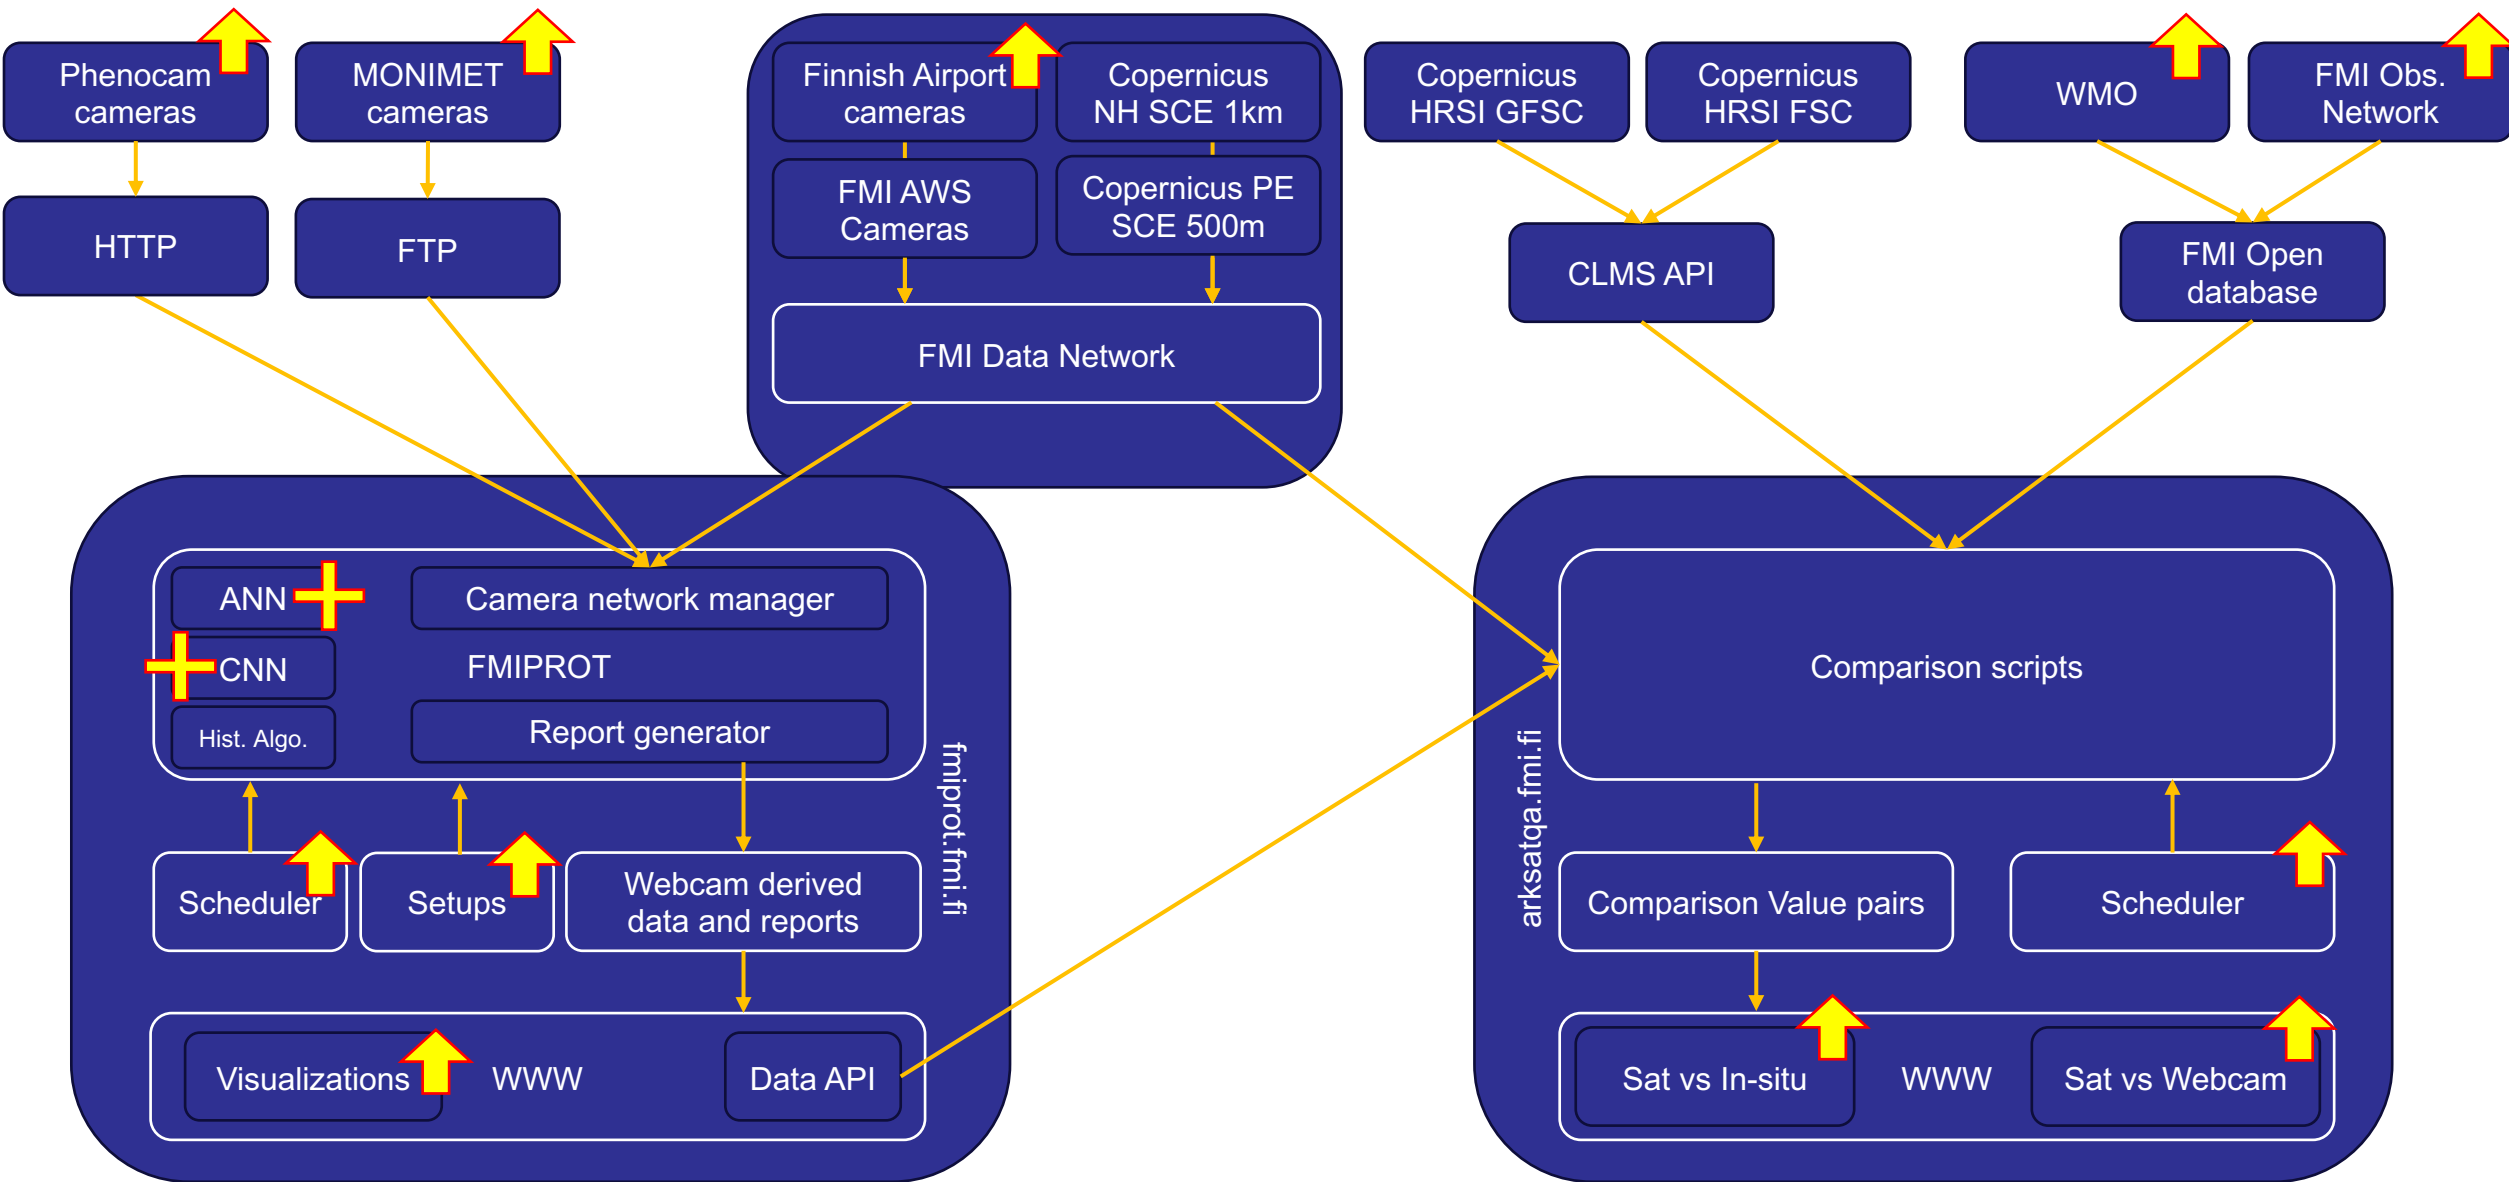 Phenocam
cameras
MONIMET
cameras
Finnish Airport
cameras
Copernicus
NH SCE 1km
Copernicus
HRSI GFSC
Copernicus
HRSI FSC
WMO
FMI Obs.
Network
HTTP
FTP
FMI AWS
Cameras
Copernicus PE
SCE 500m
CLMS API
FMI Open
database
FMI Data Network
ANN
Camera network manager
CNN
FMIPROT
Hist. Algo.
Report generator
fmiprot.fmi.fi
Scheduler
Setups
Webcam derived
data and reports
Visualizations
WWW
Data API
Comparison scripts
arksatqa.fmi.fi
Comparison Value pairs
Scheduler
Sat vs In-situ
WWW
Sat vs Webcam